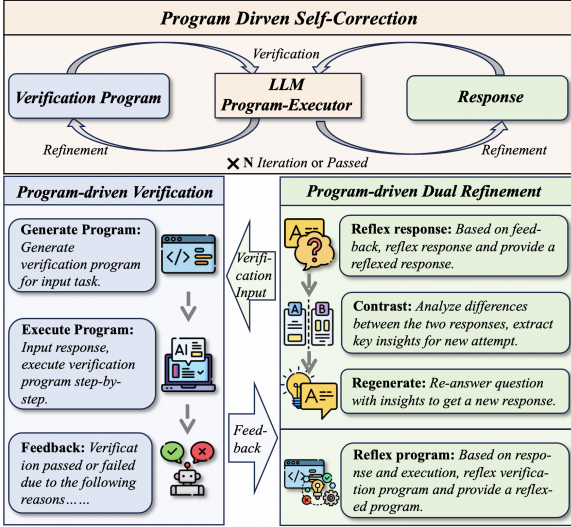 Program Dirven Self-Correction
Verification
Verification Program
LLM
Program-Executor
Response
Refinement
Refinement
✕ N Iteration or Passed
Program-driven Verification
Generate Program:
Generate
verification program
for input task.
Execute Program:
Input response,
execute verification
program step-by-
step.
AI
Feedback: Verificat
ion passed or failed
due to the following
reasons……
Verifi-
cation
Input
Feed-
back
Program-driven Dual Refinement
A
?
Reflex response: Based on feed-
back, reflex response and provide a
reflexed response.
A
B
Contrast: Analyze differences
between the two responses, extract
key insights for new attempt.
A
Regenerate: Re-answer question
with insights to get a new response.
Reflex program: Based on respo-
nse and execution, reflex verifica-
tion program and provide a reflex-
ed program.